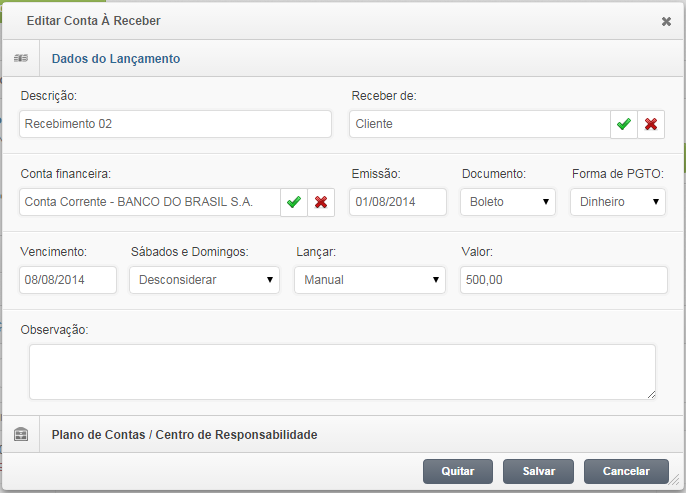 Editar Conta À Receber
Dados do Lançamento
Descrição: Receber de:
Recebimento 02 Cliente
Conta financeira: Emissão: Documento: Forma de PGTO:
Conta Corrente - BANCO DO BRASIL S.A. 01/08/2014 Boleto Dinheiro
Vencimento: Sábados e Domingos: Lançar: Valor:
08/08/2014 Desconsiderar Manual 500,00
Observação:
Plano de Contas / Centro de Responsabilidade
Quitar Salvar Cancelar